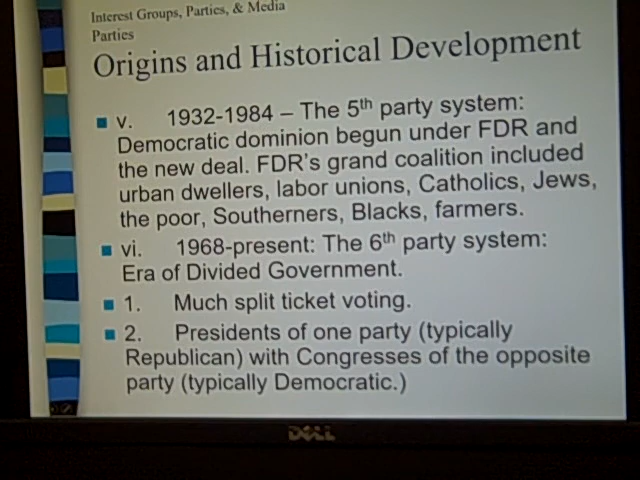 Interest Groups, Parties, & Media
Parties
Origins and Historical Development
v. 1932-1984 – The 5th party system:
Democratic dominion begun under FDR and
the new deal. FDR's grand coalition included
urban dwellers, labor unions, Catholics, Jews,
the poor, Southerners, Blacks, farmers.
vi. 1968-present: The 6th party system:
Era of Divided Government.
1. Much split ticket voting.
2. Presidents of one party (typically
Republican) with Congresses of the opposite
party (typically Democratic.)
DELL